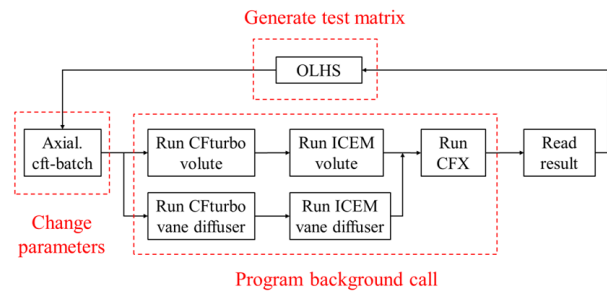 Generate test matrix
OLHS
Axial.
cft-batch
Run CFturbo
volute
Run ICEM
volute
Run
CFX
Read
result
Run CFturbo
vane diffuser
Run ICEM
vane diffuser
Change
parameters
Program background call